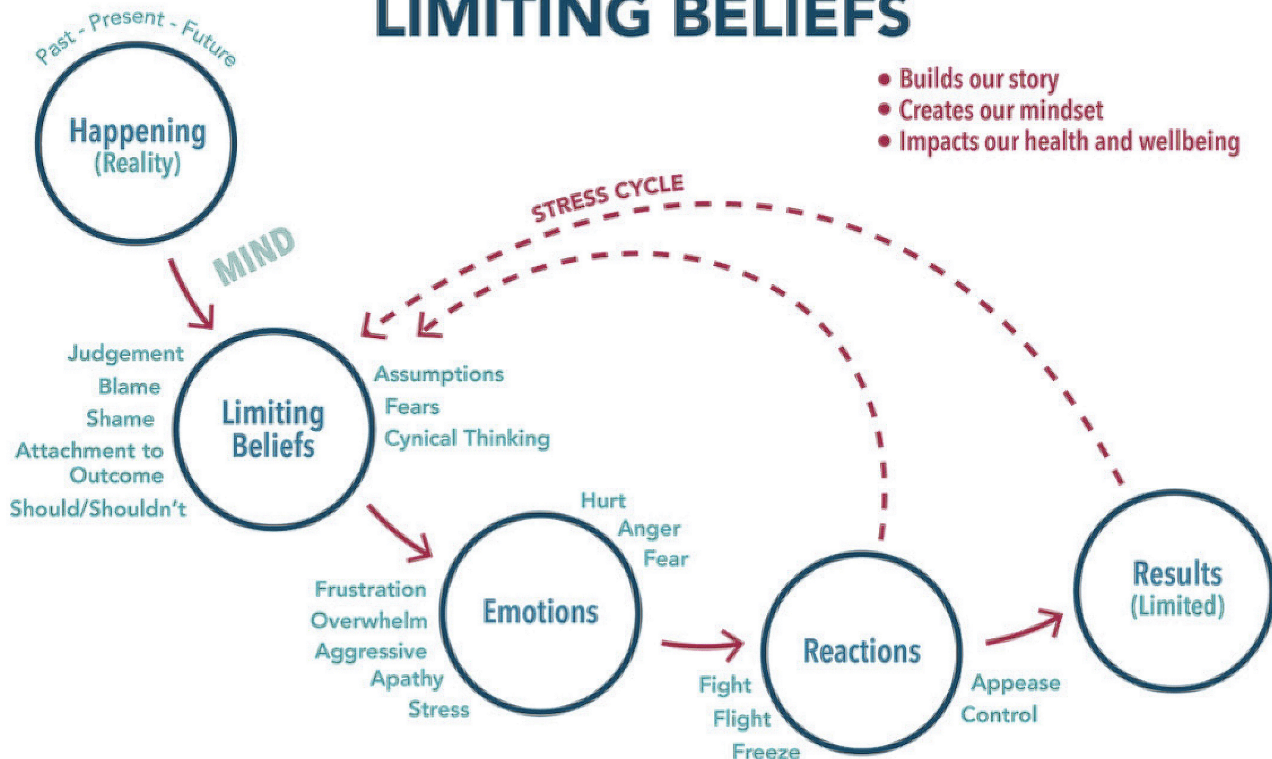 LIMITING BELIEFS
Past - Present - Future
Happening
(Reality)
• Builds our story
• Creates our mindset
• Impacts our health and wellbeing
STRESS CYCLE
MIND
Judgement
Blame
Shame
Attachment to
Outcome
Should/Shouldn't
Limiting
Beliefs
Assumptions
Fears
Cynical Thinking
Hurt
Anger
Fear
Frustration
Overwhelm
Aggressive
Apathy
Stress
Emotions
Reactions
Fight
Flight
Freeze
Appease
Control
Results
(Limited)